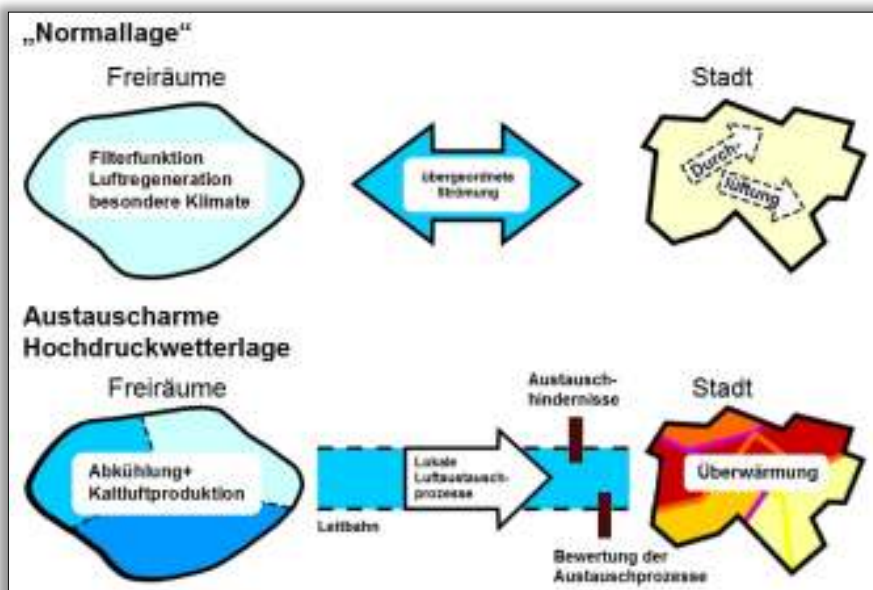 „Normallage“
Freiräume
Stadt
Filterfunktion
Luftregeneration
besondere Klimate
übergeordnete
Strömung
Durch-
lüftung
Austauscharme
Hochdruckwetterlage
Freiräume
Austausch-
hindernisse
Stadt
Abkühlung+
Kaltluftproduktion
Lokale
Luftaustausch-
prozesse
Überwärmung
Leitbahn
Bewertung der
Austauschprozesse